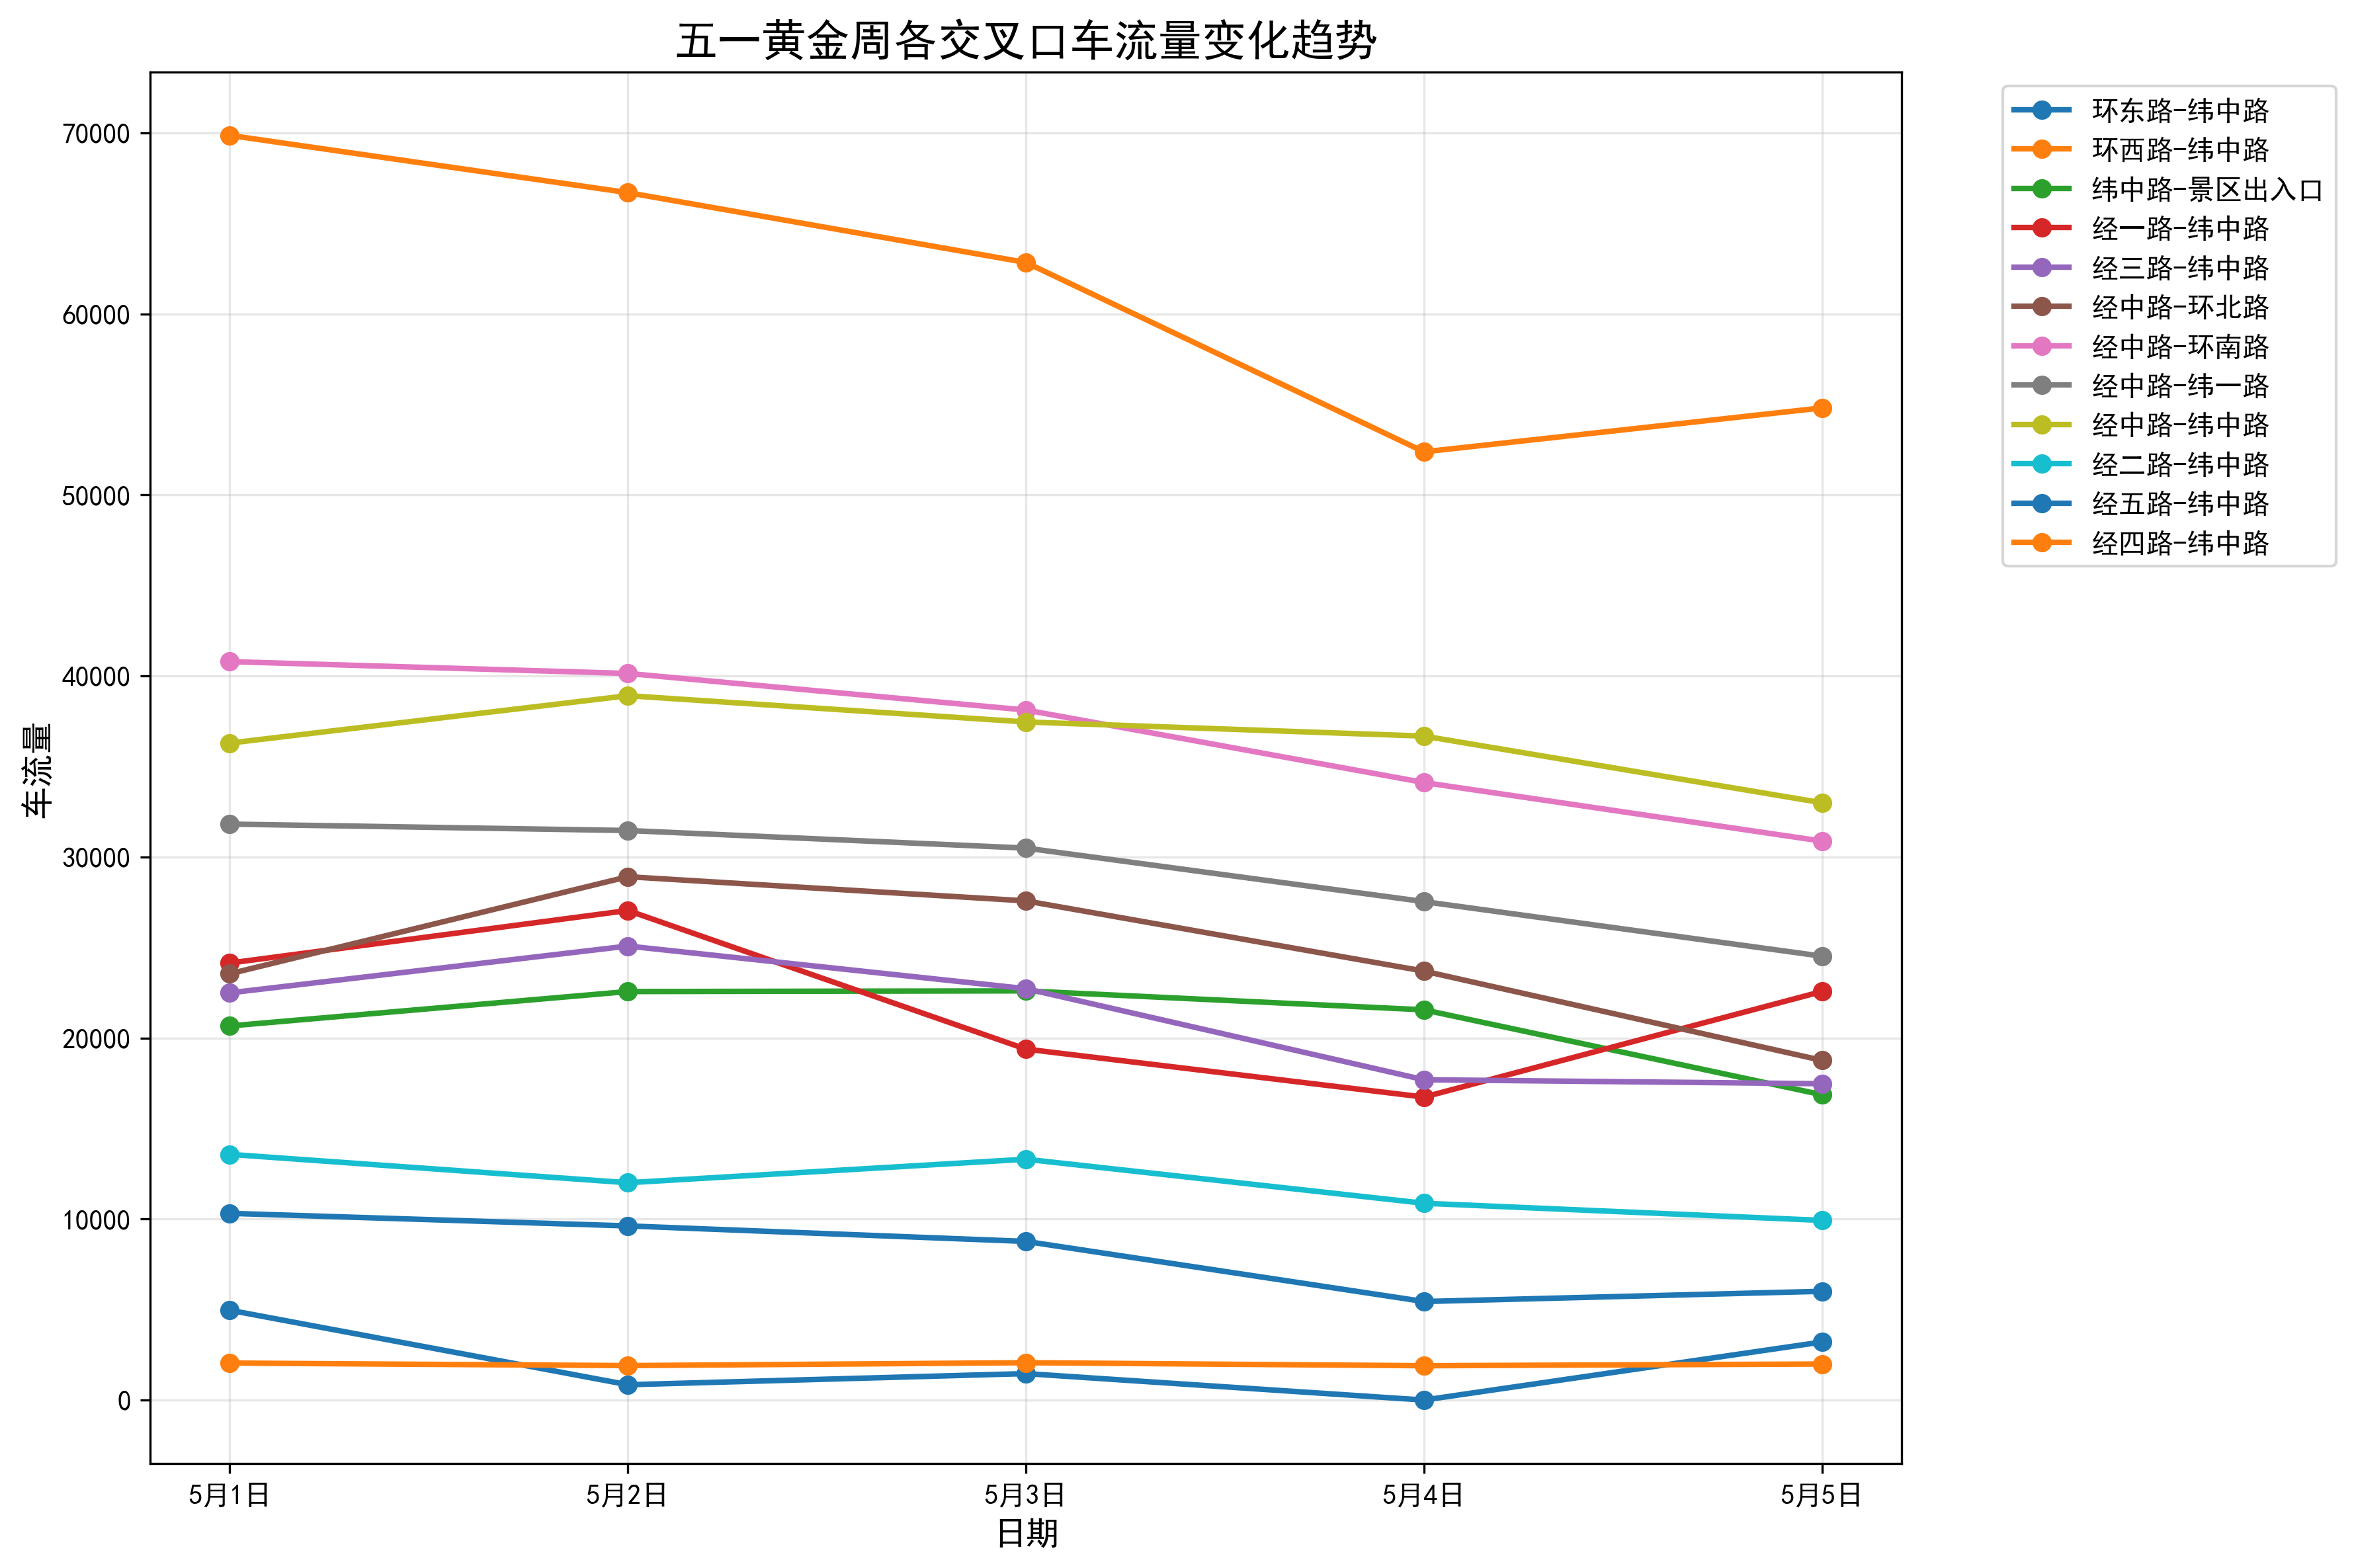 五一黄金周各交叉口车流量变化趋势
70000
60000
50000
40000
30000
20000
10000
0
车流量
5月1日
5月2日
5月3日
5月4日
5月5日
日期
环东路-纬中路
环西路-纬中路
纬中路-景区出入口
经一路-纬中路
经三路-纬中路
经中路-环北路
经中路-环南路
经中路-纬一路
经中路-纬中路
经二路-纬中路
经五路-纬中路
经四路-纬中路